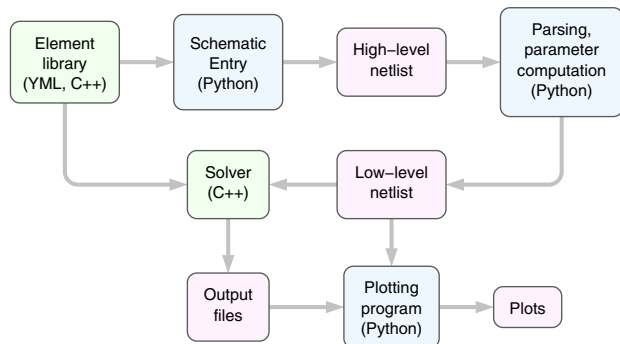 Element
library
(YML, C++)
Schematic
Entry
(Python)
High−level
netlist
Parsing,
parameter
computation
(Python)
Solver
(C++)
Low−level
netlist
Output
files
Plotting
program
(Python)
Plots